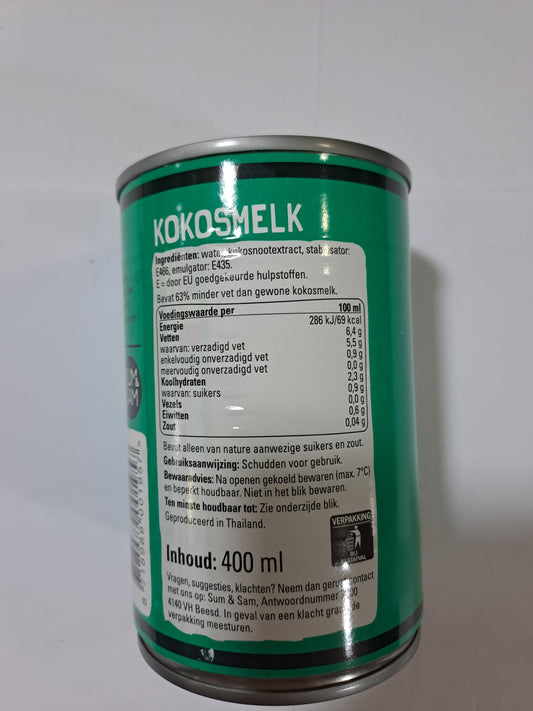 KOKOSMELK
Ingrediënten: water, kokosnootextract, stabilisator:
E466, emulgator: E435.
E = door EU goedgekeurde hulpstoffen.
Bevat 63% minder vet dan gewone kokosmelk.
Voedingswaarde per 100 ml
Energie 286 kJ/69 kcal
Vetten 6,4 g
waarvan: verzadigd vet 5,5 g
enkelvoudig onverzadigd vet 0,9 g
meervoudig onverzadigd vet 0,0 g
Koolhydraten 2,3 g
waarvan: suikers 0,9 g
Vezels 0,0 g
Eiwitten 0,6 g
Zout 0,04 g
Bevat alleen van nature aanwezige suikers en zout.
Gebruiksaanwijzing: Schudden voor gebruik.
Bewaaradvies: Na openen gekoeld bewaren (max. 7°C)
en beperkt houdbaar. Niet in het blik bewaren.
Ten minste houdbaar tot: Zie onderzijde blik.
Geproduceerd in Thailand.
VERPAKKING
BIJ
RESTAFVAL
Inhoud: 400 ml
Vragen, suggesties, klachten? Neem dan gerust contact
met ons op: Sum & Sam, Antwoordnummer
4140 VH Beesd. In geval van een klacht graag de
verpakking meesturen.